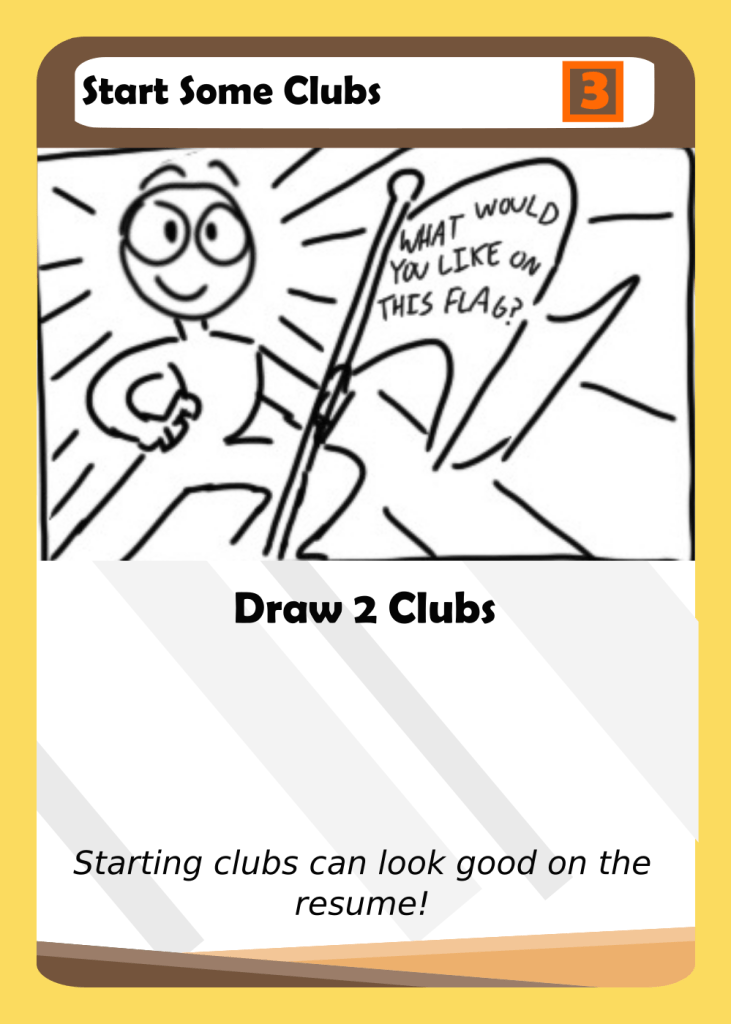 Start Some Clubs
3
WHAT WOULD
YOU LIKE ON
THIS FLAG?
Draw 2 Clubs
Starting clubs can look good on the
resume!